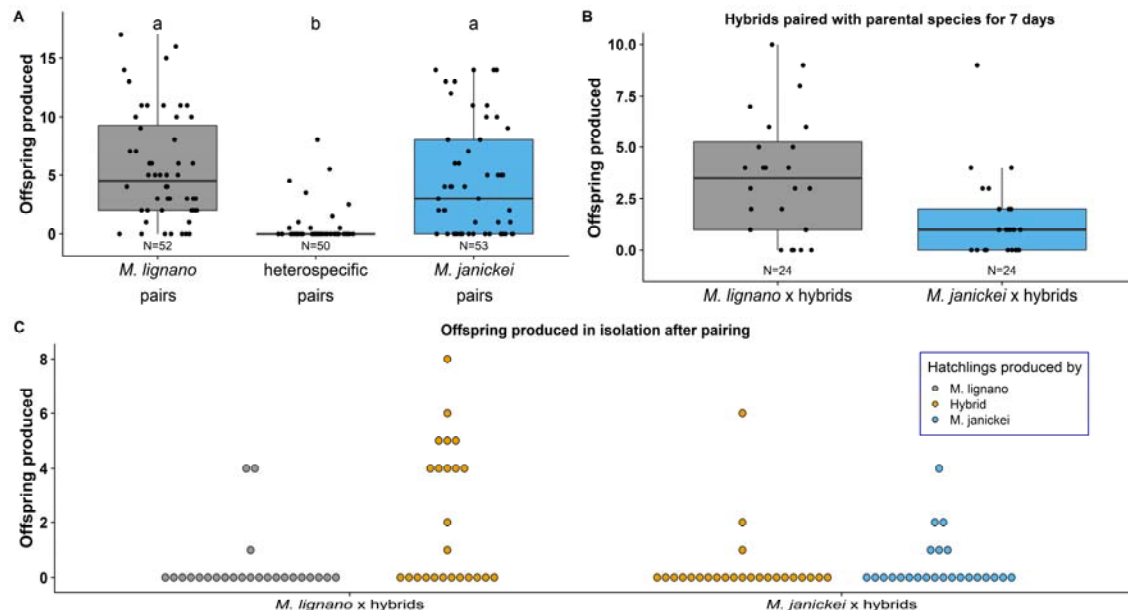 A
a
b
a
Offspring produced
15
10
5
0
N=52
N=50
N=53
M. lignano
pairs
heterospecific
pairs
M. janickei
pairs
B
Hybrids paired with parental species for 7 days
Offspring produced
10.0
7.5
5.0
2.5
0.0
N=24
N=24
M. lignano x hybrids
M. janickei x hybrids
C
Offspring produced in isolation after pairing
Offspring produced
8
6
4
2
0
Hatchlings produced by
M. lignano
Hybrid
M. janickei
M. lignano x hybrids
M. janickei x hybrids